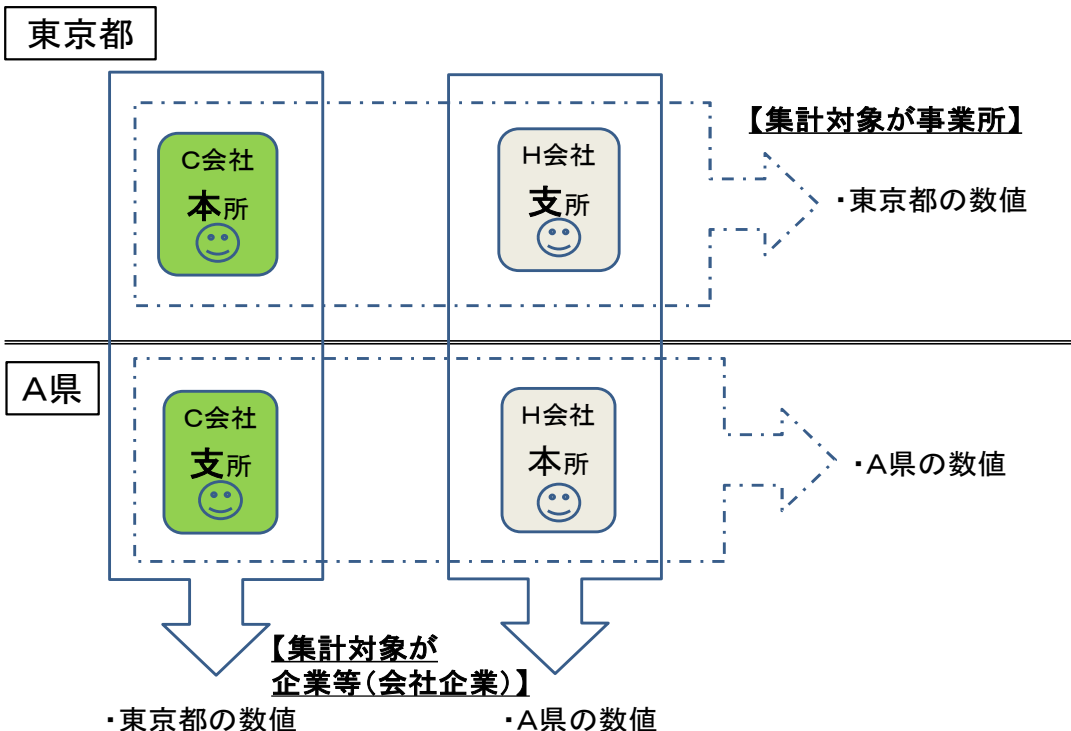 東京都
C会社
本所
H会社
支所
【集計対象が事業所】
・東京都の数値
A県
C会社
支所
H会社
本所
・A県の数値
【集計対象が
企業等(会社企業)】
・東京都の数値
・A県の数値